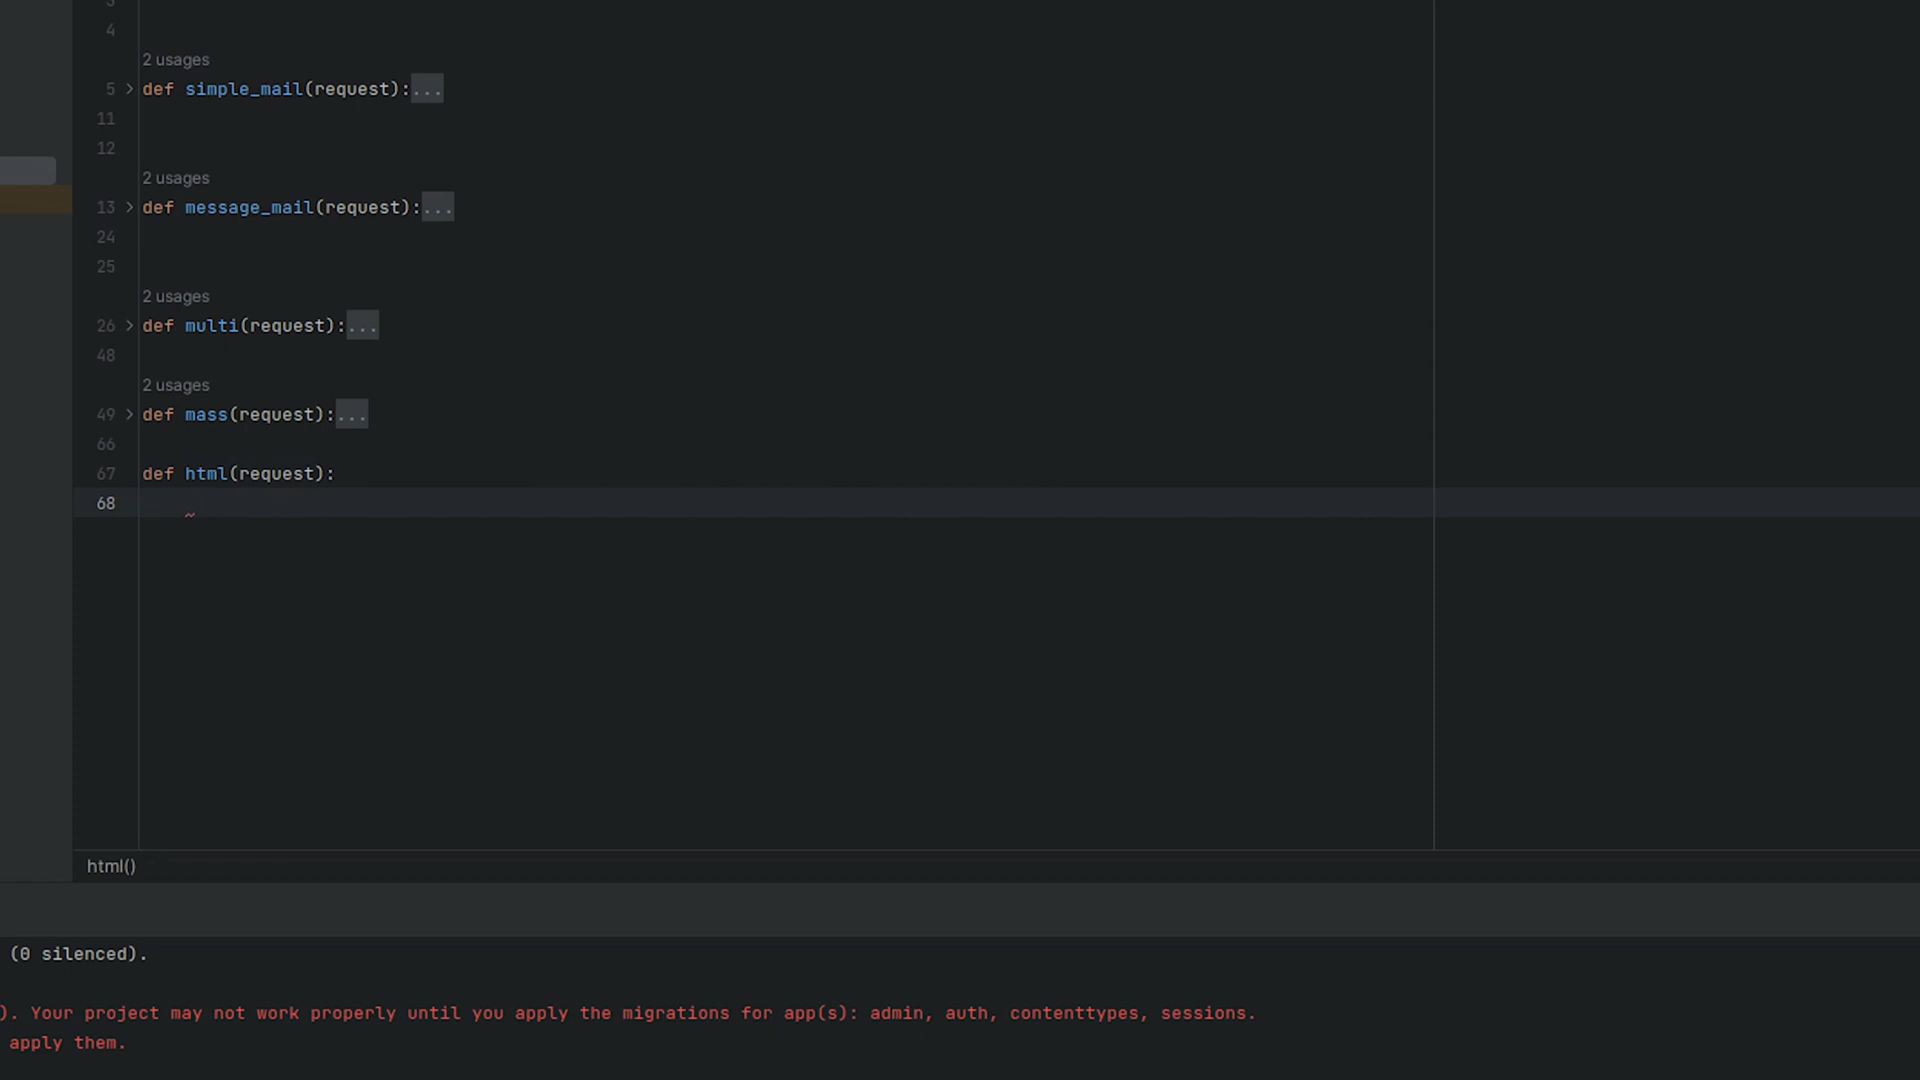 3
4
2 usages
5 def simple_mail(request):...
11
12
2 usages
13 def message_mail(request):...
24
25
2 usages
26 def multi(request):...
48
2 usages
49 def mass(request):...
66
67 def html(request):
68
html()
(0 silenced).
). Your project may not work properly until you apply the migrations for app(s): admin, auth, contenttypes, sessions.
apply them.